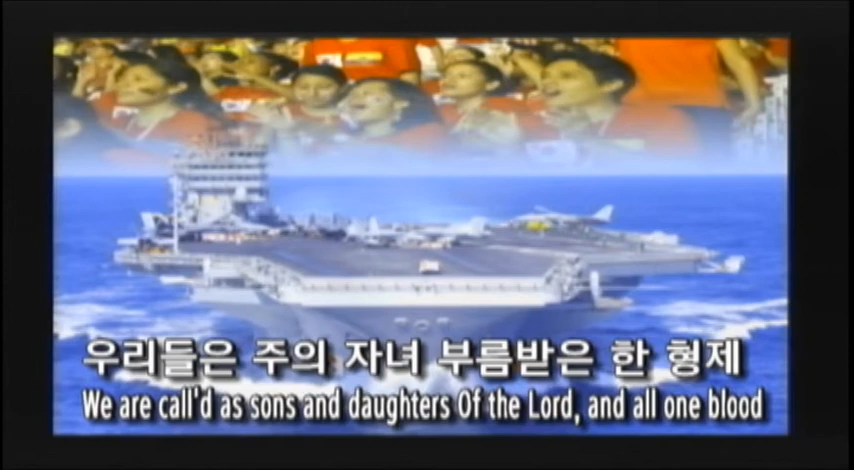 우리들은 주의 자녀 부름받은 한 형제
We are call'd as sons and daughters Of the Lord, and all one blood